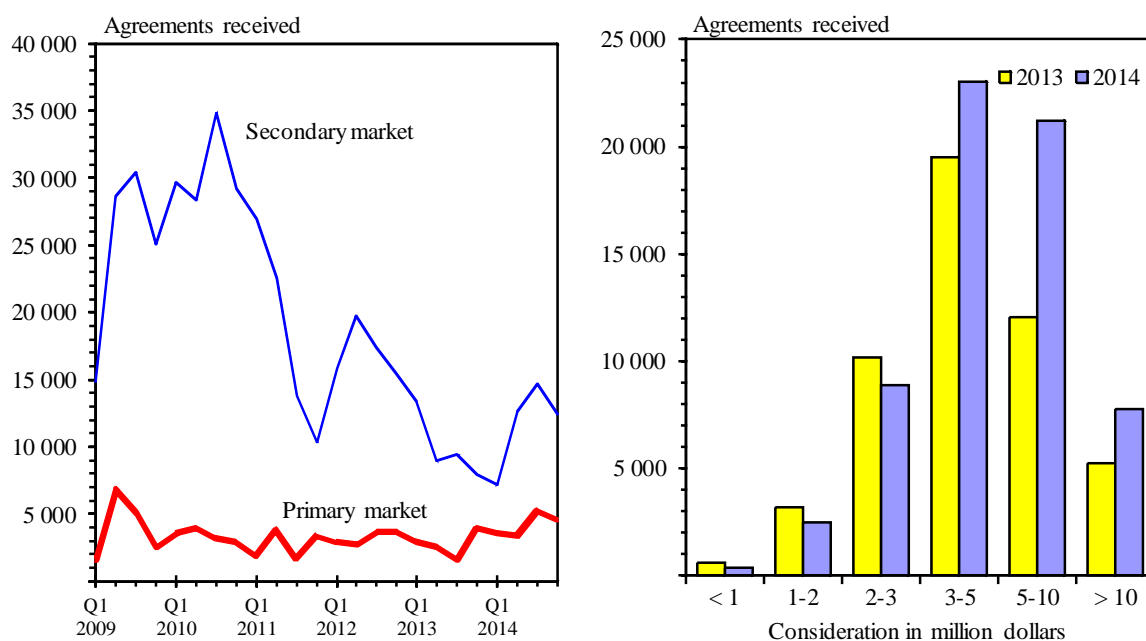 Agreements received
40 000
35 000
30 000
25 000
20 000
15 000
10 000
5 000
Secondary market
Primary market
Q1 Q1 Q1 Q1 Q1 Q1
2009 2010 2011 2012 2013 2014
Agreements received
25 000
20 000
15 000
10 000
5 000
2013 2014
< 1 1-2 2-3 3-5 5-10 > 10
Consideration in million dollars